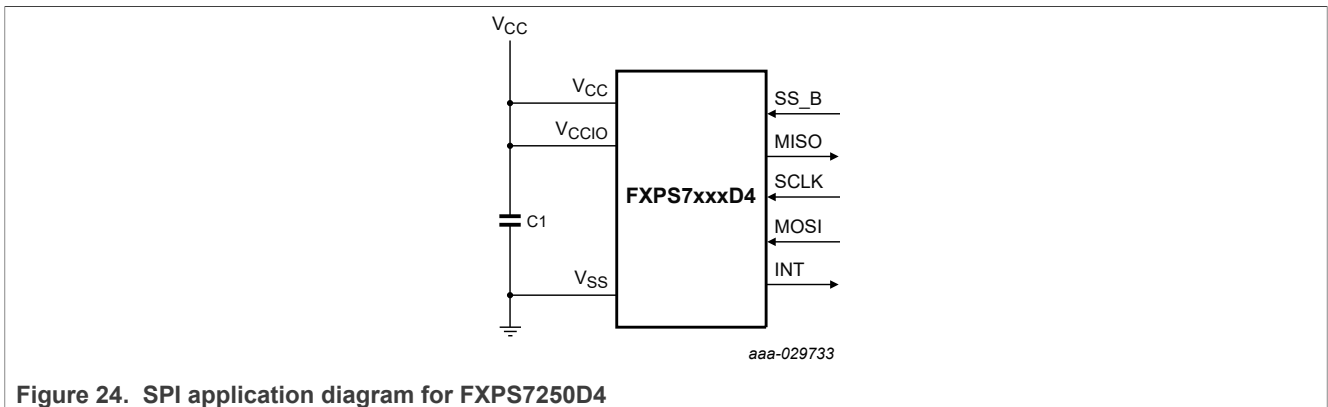 VCC
VCC
VCCIO
C1
VSS
FXPS7xxxD4
SS_B
MISO
SCLK
MOSI
INT
aaa-029733
Figure 24. SPI application diagram for FXPS7250D4